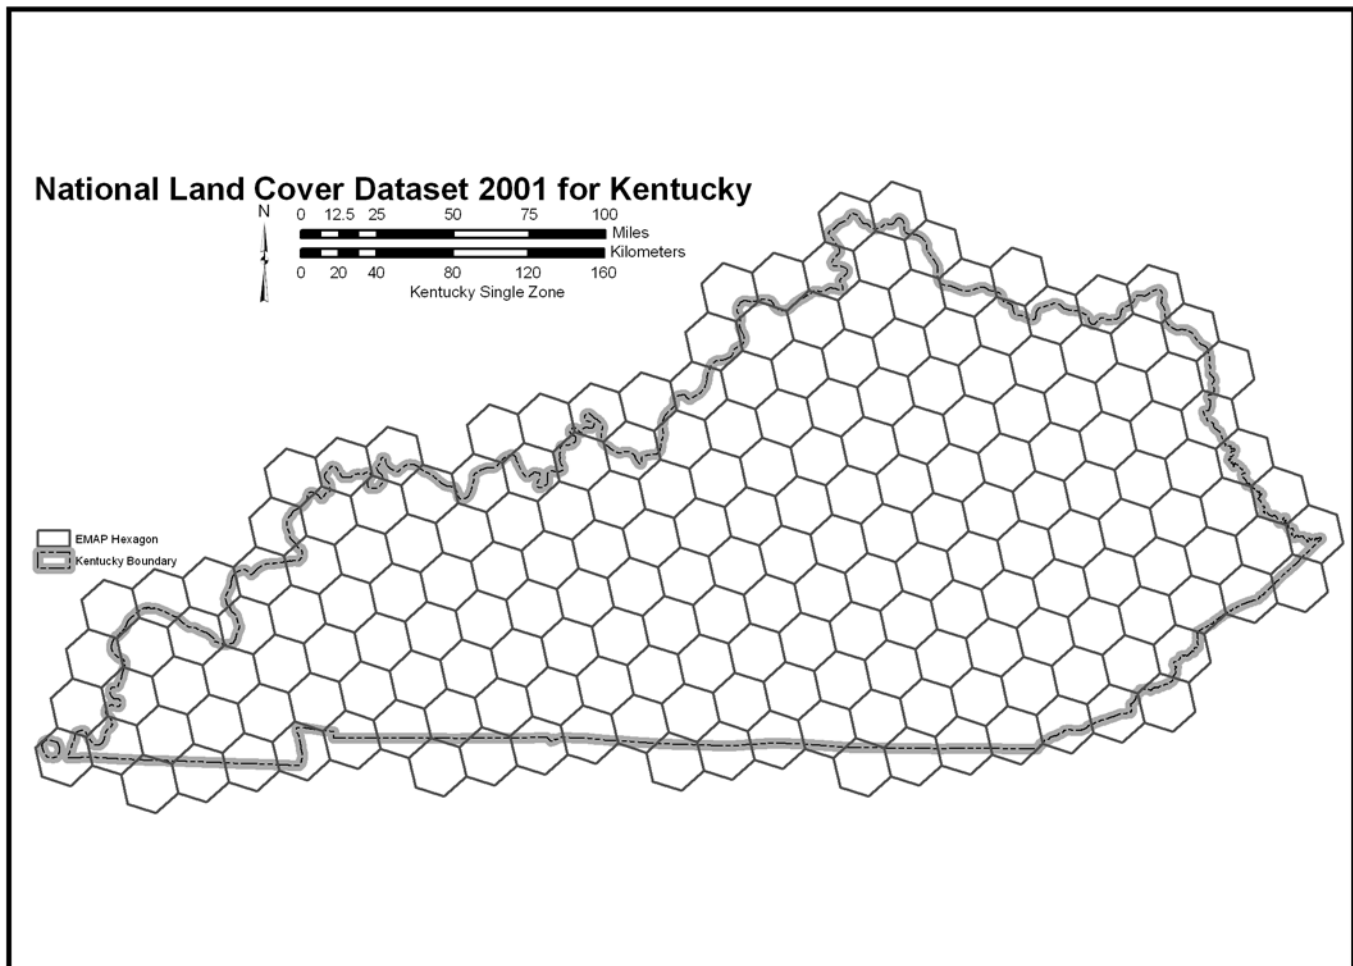 National Land Cover Dataset 2001 for Kentucky
N
0 12.5 25 50 75 100
Miles
Kilometers
0 20 40 80 120 160
Kentucky Single Zone
EMAP Hexagon
Kentucky Boundary